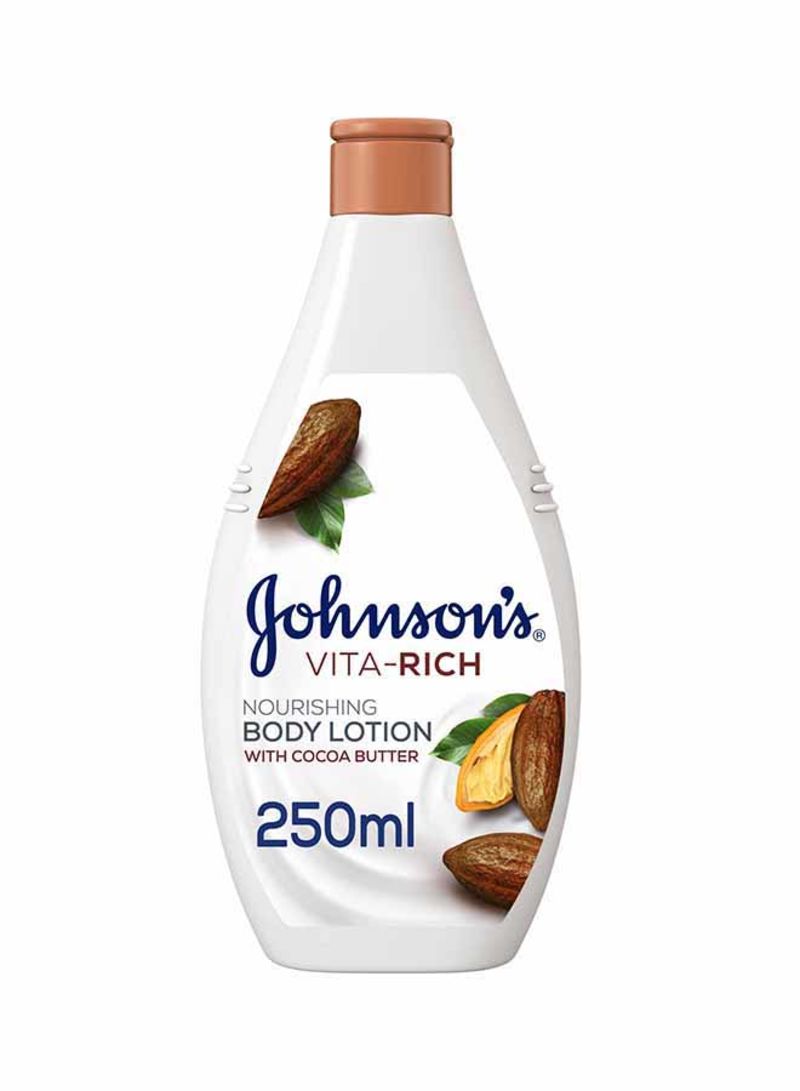 Johnson's®
VITA-RICH
NOURISHING
BODY LOTION
WITH COCOA BUTTER
250ml